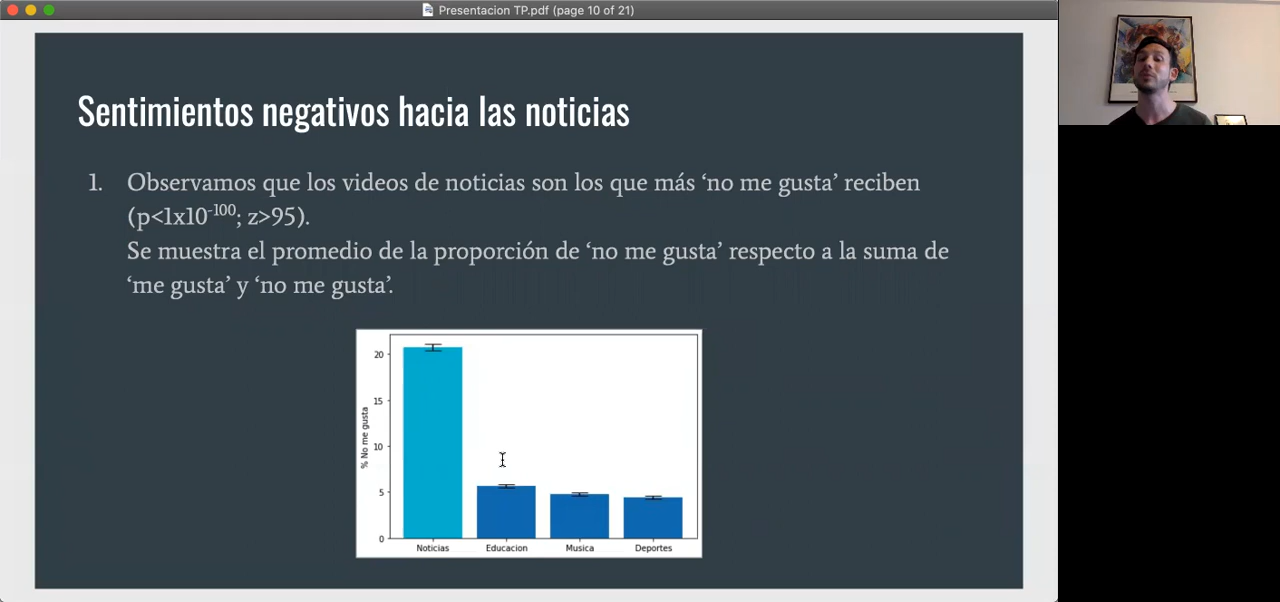 Presentacion TP.pdf (page 10 of 21)
Sentimientos negativos hacia las noticias
1. Observamos que los videos de noticias son los que más ‘no me gusta’ reciben
(p<1x10⁻¹⁰⁰; z>95).
Se muestra el promedio de la proporción de ‘no me gusta’ respecto a la suma de
‘me gusta’ y ‘no me gusta’.
% No me gusta
20
15
10
5
0
Noticias Educacion Musica Deportes